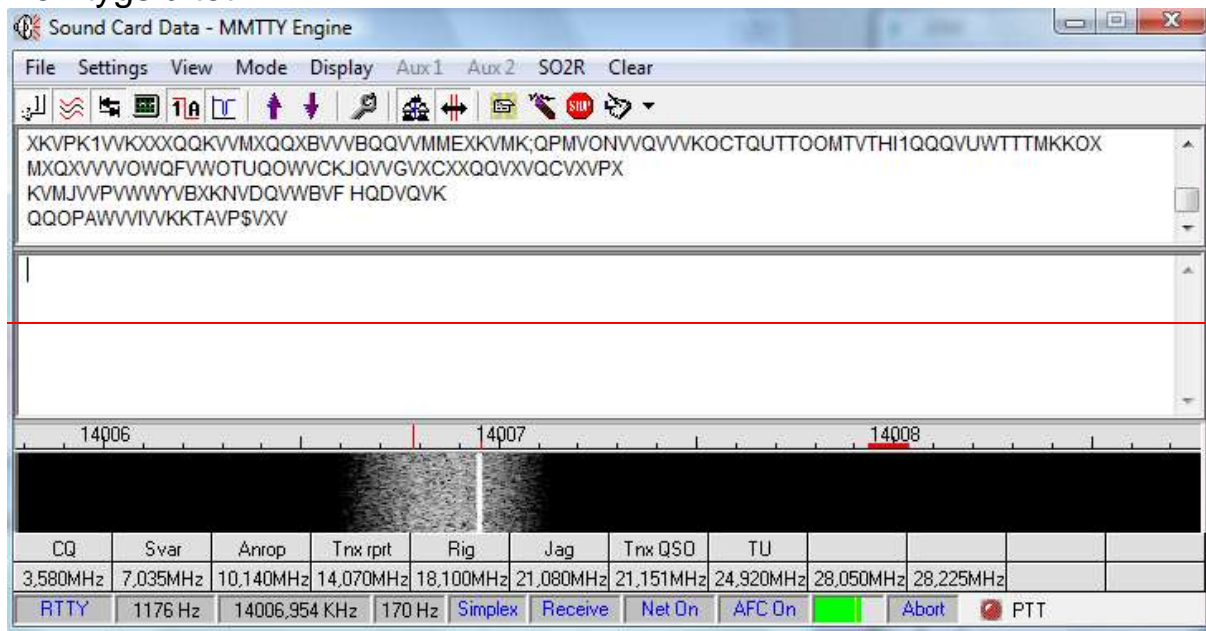 Sound Card Data - MMTTY Engine
File Settings View Mode Display Aux1 Aux2 SO2R Clear
STOP
XKVPK1VVKXXXQQKVVMXQQXBVVVBQQVVMMEXKVMK;QPMVONVVQVVVKOCTQUTTOOMTVTHI1QQQVUWTTTMKKOX
MXQXVVVVOWQFVWOTUQOWVCKJQVVGVXCXXQQVXVQCVXVPX
KVMJVVPVWWYVBXKNVDQVWBVF HQDVQVK
QQOPAWVVIVVKKTAVP$VXV
14006 14007 14008
CQ Svar Anrop Tnx rprt Rig Jag Tnx QSO TU
3,580MHz 7,035MHz 10,140MHz 14,070MHz 18,100MHz 21,080MHz 21,151MHz 24,920MHz 28,050MHz 28,225MHz
RTTY 1176 Hz 14006,954 KHz 170 Hz Simplex Receive Net On AFC On Abort PTT